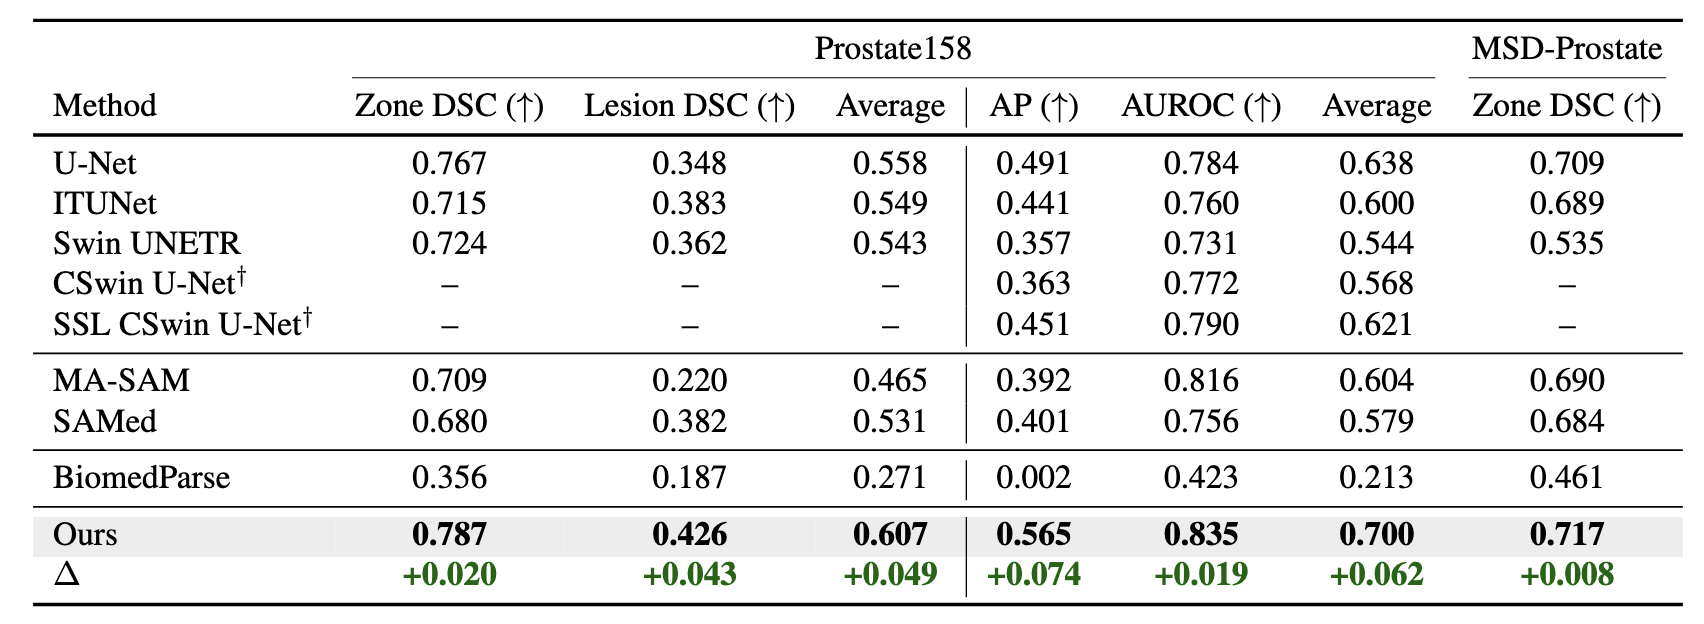 Prostate158 MSD-Prostate
Method Zone DSC (↑) Lesion DSC (↑) Average AP (↑) AUROC (↑) Average Zone DSC (↑)
U-Net 0.767 0.348 0.558 0.491 0.784 0.638 0.709
ITUNet 0.715 0.383 0.549 0.441 0.760 0.600 0.689
Swin UNETR 0.724 0.362 0.543 0.357 0.731 0.544 0.535
CSwin U-Net† – – – 0.363 0.772 0.568 –
SSL CSwin U-Net† – – – 0.451 0.790 0.621 –
MA-SAM 0.709 0.220 0.465 0.392 0.816 0.604 0.690
SAMed 0.680 0.382 0.531 0.401 0.756 0.579 0.684
BiomedParse 0.356 0.187 0.271 0.002 0.423 0.213 0.461
Ours 0.787 0.426 0.607 0.565 0.835 0.700 0.717
Δ +0.020 +0.043 +0.049 +0.074 +0.019 +0.062 +0.008